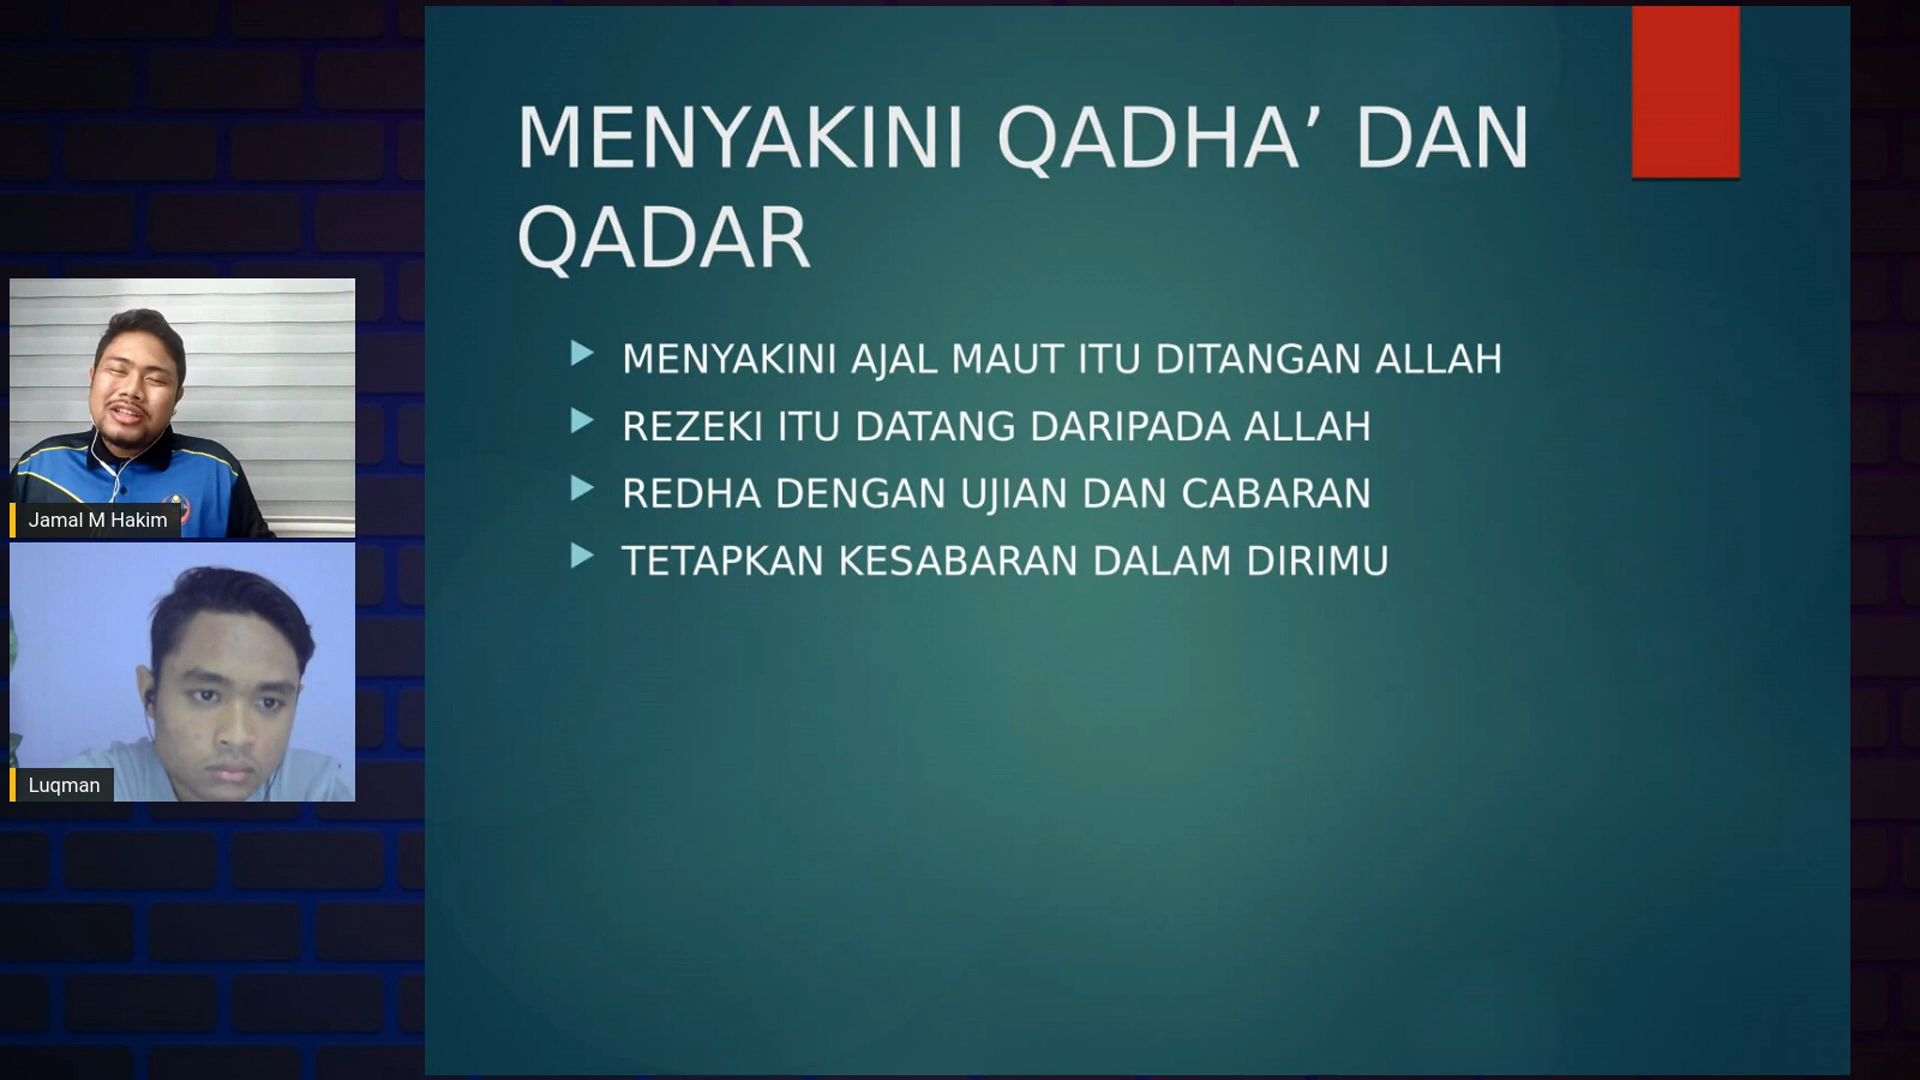 MENYAKINI QADHA’ DAN
QADAR
MENYAKINI AJAL MAUT ITU DITANGAN ALLAH
REZEKI ITU DATANG DARIPADA ALLAH
REDHA DENGAN UJIAN DAN CABARAN
TETAPKAN KESABARAN DALAM DIRIMU
Jamal M Hakim
Luqman